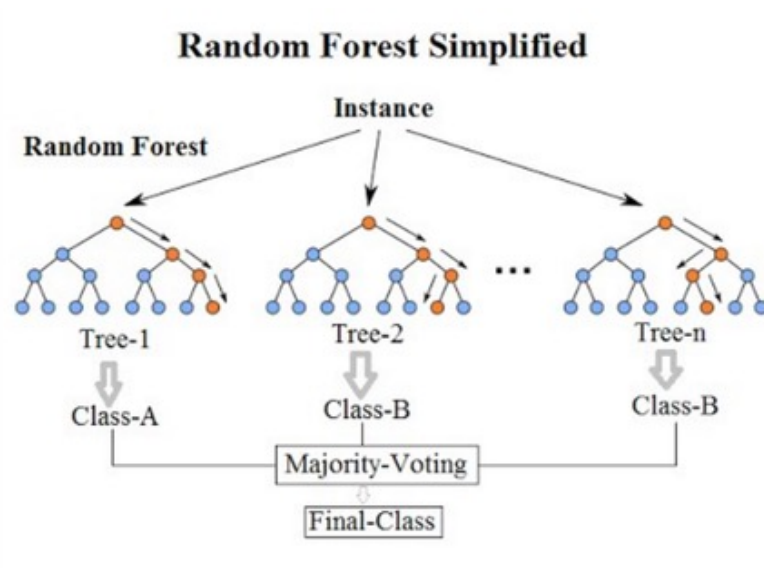 Random Forest Simplified
Instance
Random Forest
...
Tree-1
Tree-2
Tree-n
Class-A
Class-B
Class-B
Majority-Voting
Final-Class